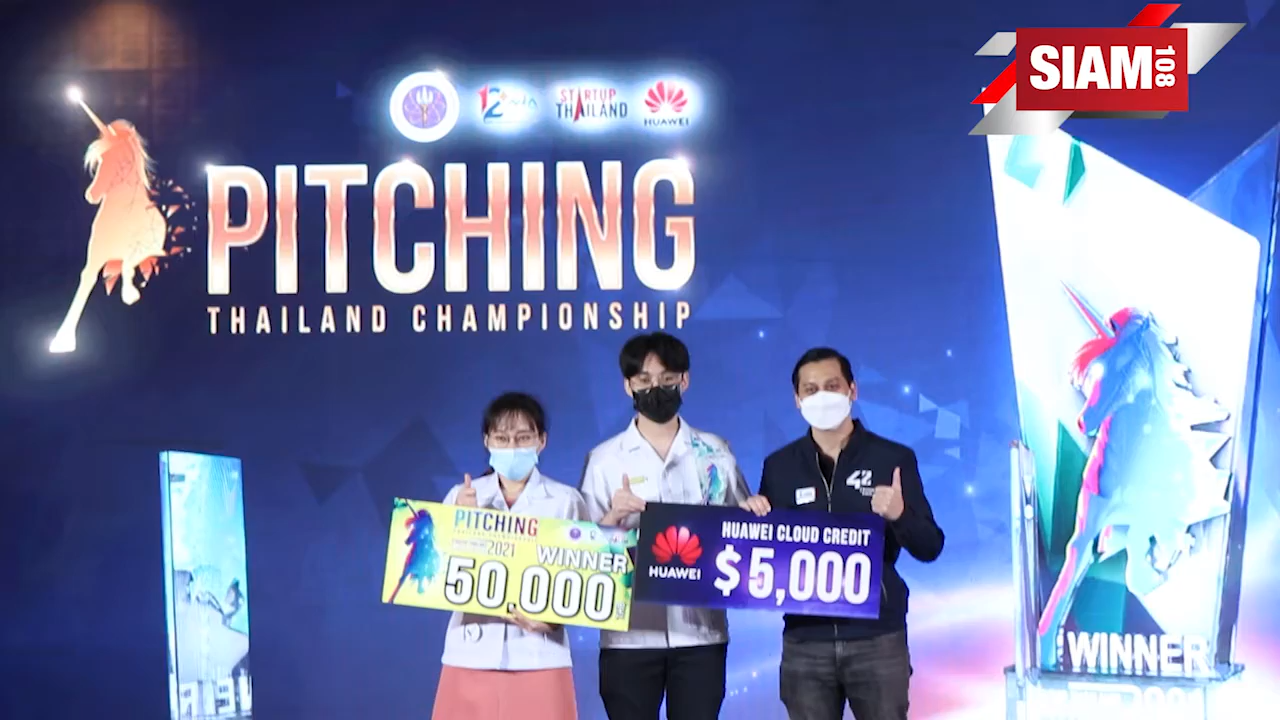 SIAM 108
STARTUP
THAILAND
HUAWEI
PITCHING
THAILAND CHAMPIONSHIP
PITCHING
2021
WINNER
50,000
HUAWEI
HUAWEI CLOUD CREDIT
$5,000
42
WINNER